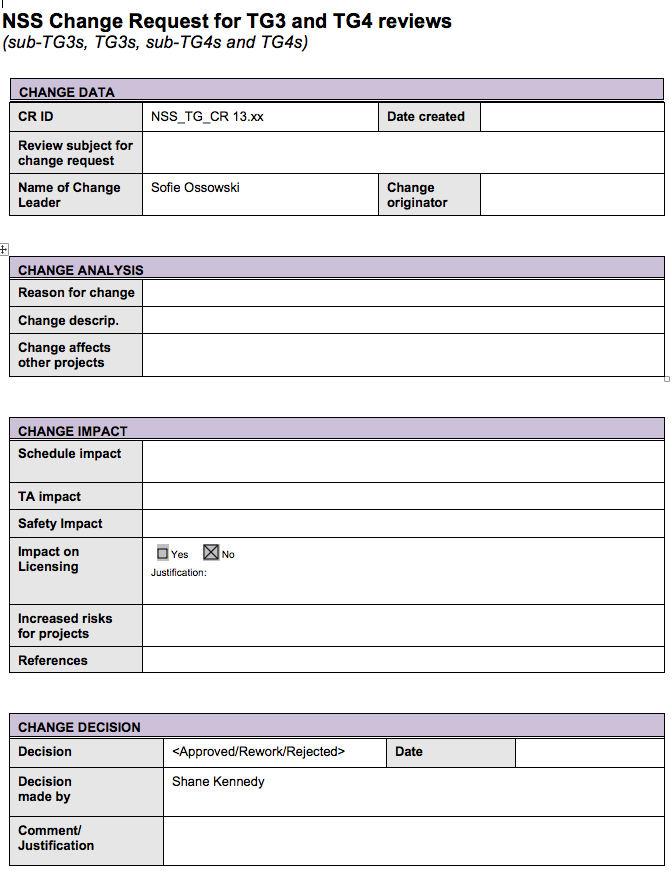 NSS Change Request for TG3 and TG4 reviews
(sub-TG3s, TG3s, sub-TG4s and TG4s)
CHANGE DATA
CR ID
NSS_TG_CR 13.xx
Date created
Review subject for
change request
Name of Change
Leader
Sofie Ossowski
Change
originator
CHANGE ANALYSIS
Reason for change
Change descrip.
Change affects
other projects
CHANGE IMPACT
Schedule impact
TA impact
Safety Impact
Impact on
Licensing
Yes No
Justification:
Increased risks
for projects
References
CHANGE DECISION
Decision
<Approved/Rework/Rejected>
Date
Decision
made by
Shane Kennedy
Comment/
Justification